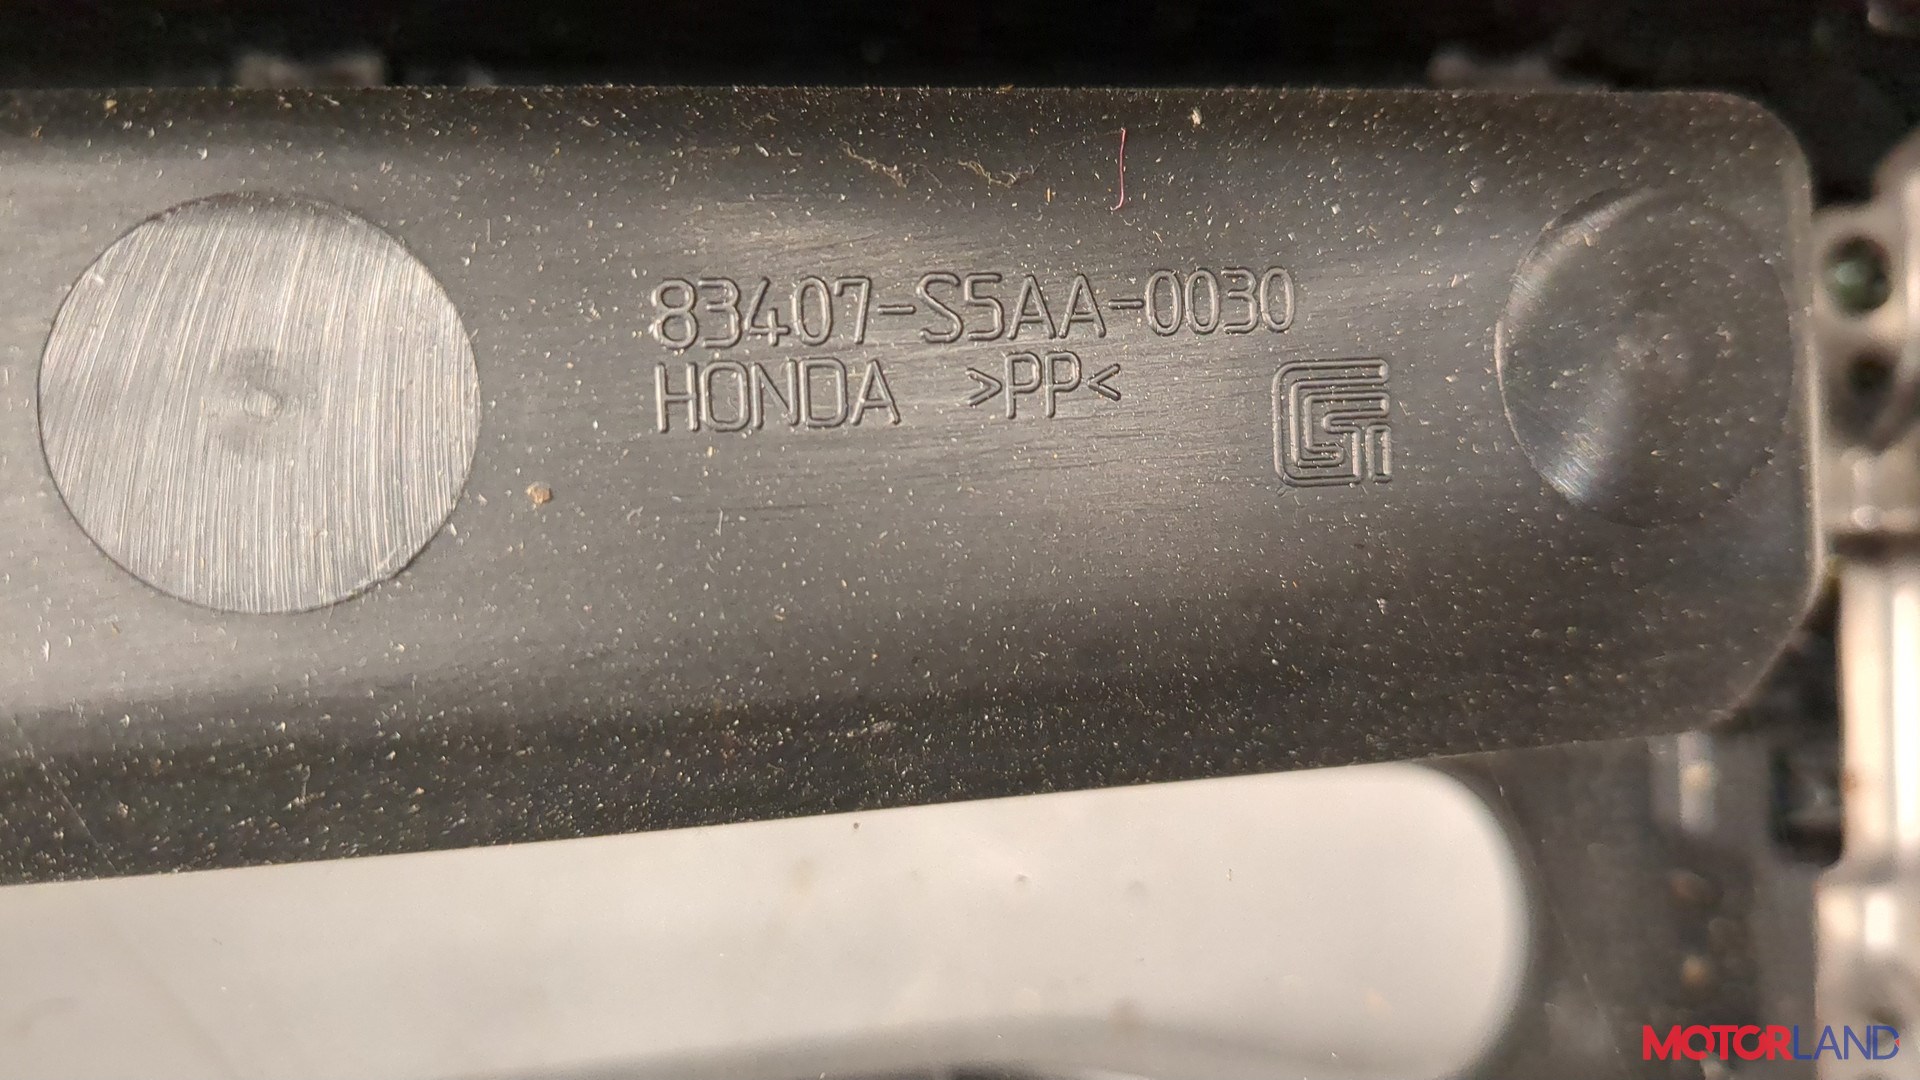 83407-S5AA-0030
HONDA >PP<
MOTORLAND